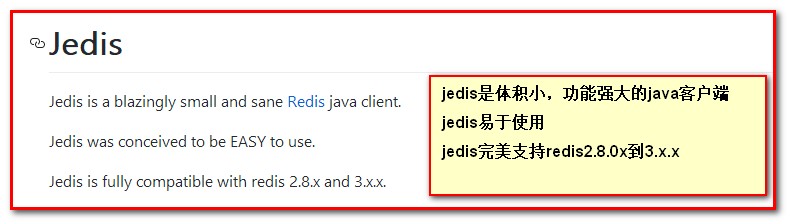 Jedis
Jedis is a blazingly small and sane Redis java client.
Jedis was conceived to be EASY to use.
Jedis is fully compatible with redis 2.8.x and 3.x.x.
jedis是体积小，功能强大的java客户端
jedis易于使用
jedis完美支持redis2.8.0x到3.x.x